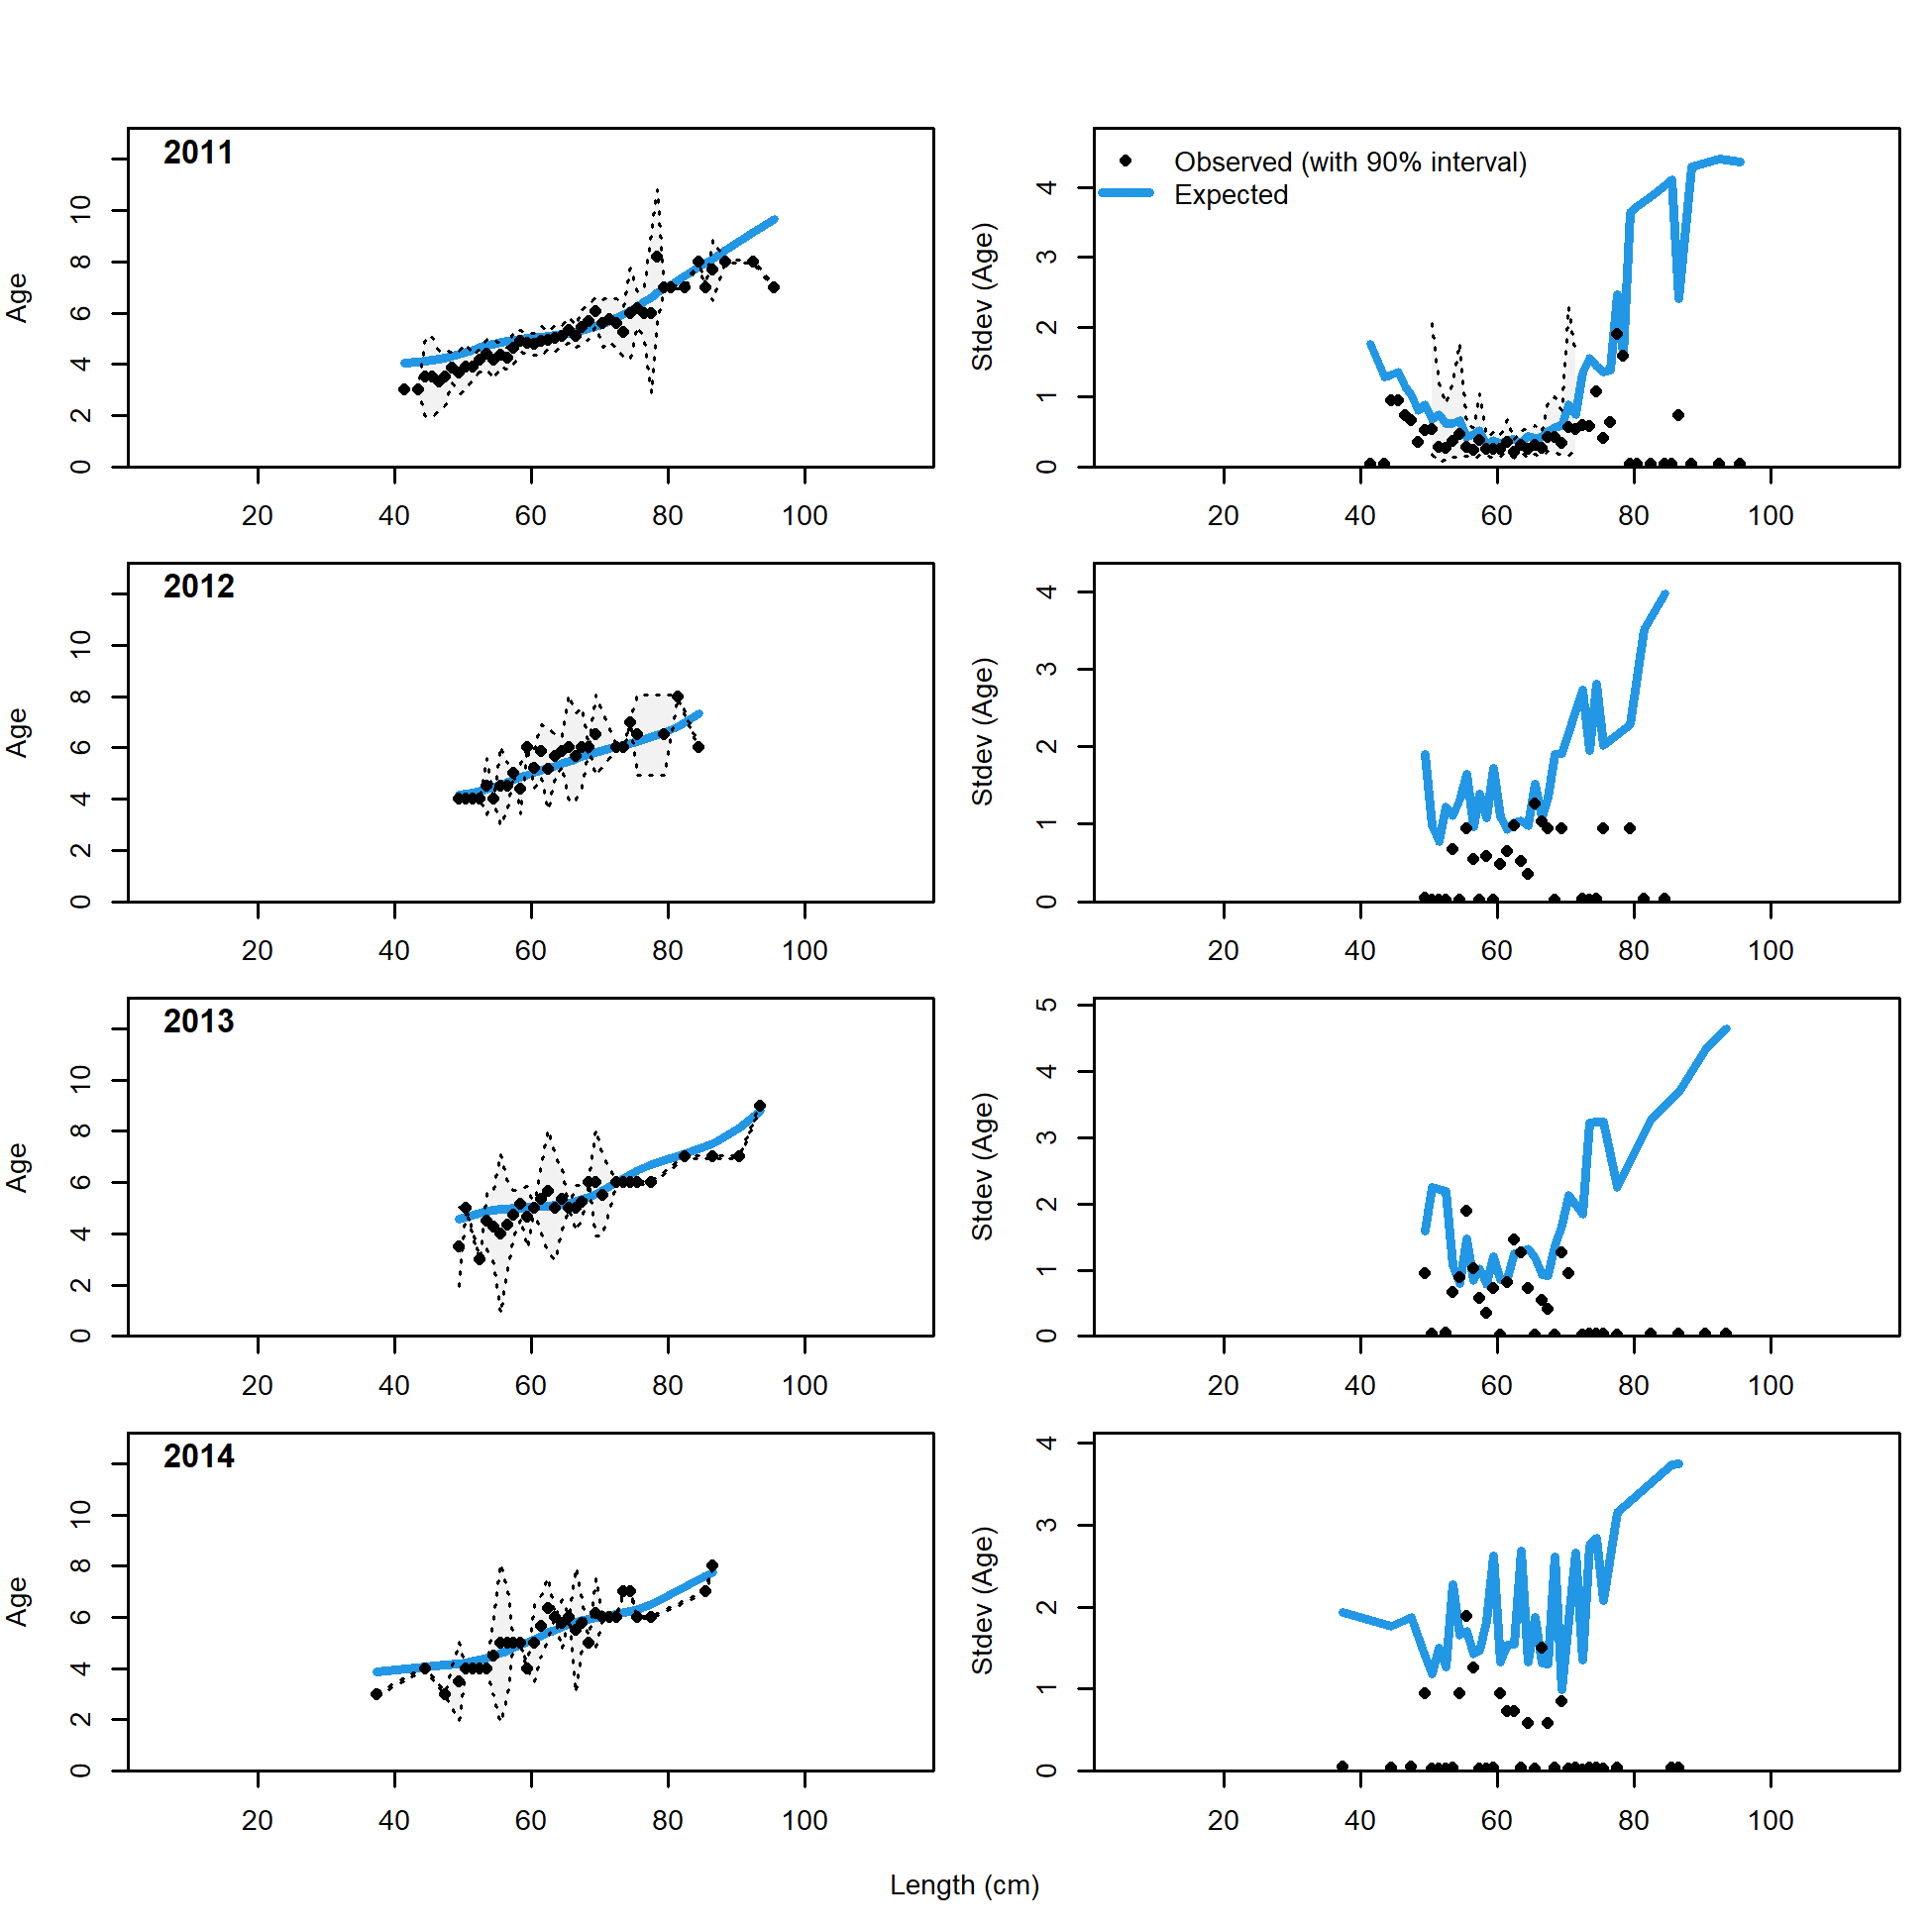 2011
Age
0 2 4 6 8 10
20 40 60 80 100
Observed (with 90% interval)
Expected
Stdev (Age)
0 1 2 3 4
20 40 60 80 100
2012
Age
0 2 4 6 8 10
20 40 60 80 100
Stdev (Age)
0 1 2 3 4
20 40 60 80 100
2013
Age
0 2 4 6 8 10
20 40 60 80 100
Stdev (Age)
0 1 2 3 4 5
20 40 60 80 100
2014
Age
0 2 4 6 8 10
20 40 60 80 100
Stdev (Age)
0 1 2 3 4
20 40 60 80 100
Length (cm)